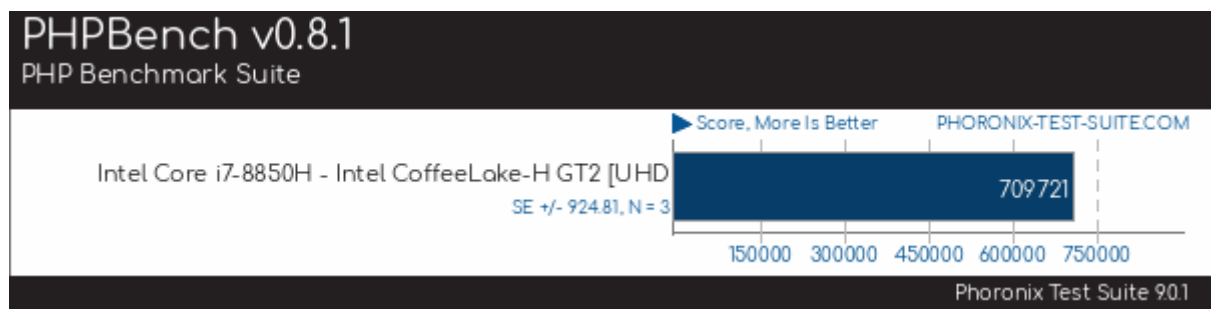 PHPBench v0.8.1
PHP Benchmark Suite
Score, More Is Better PHORONIX-TEST-SUITE.COM
Intel Core i7-8850H - Intel CoffeeLake-H GT2 [UHD
709721
SE +/- 924.81, N = 3
150000 300000 450000 600000 750000
Phoronix Test Suite 9.0.1